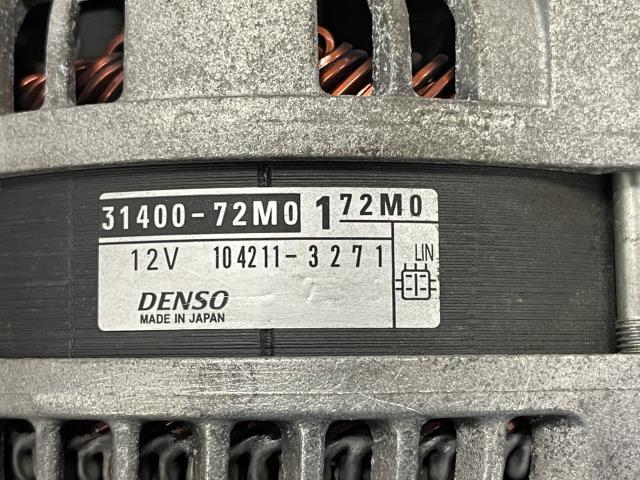 31400-72M0 1 72M0
12V 104211-3271 LIN
DENSO
MADE IN JAPAN